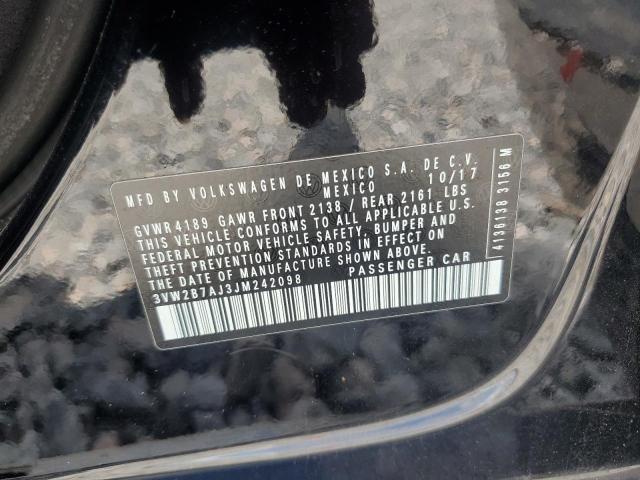 MFD BY VOLKSWAGEN DE MEXICO S.A. DE C.V.
MEXICO 10/17
GVWR 4189 GAWR FRONT 2138 / REAR 2161 LBS
THIS VEHICLE CONFORMS TO ALL APPLICABLE U.S.
FEDERAL MOTOR VEHICLE SAFETY, BUMPER AND
THEFT PREVENTION STANDARDS IN EFFECT ON
THE DATE OF MANUFACTURE SHOWN ABOVE.
3VW2B7AJ3JM242098 PASSENGER CAR
4136138 3156 M